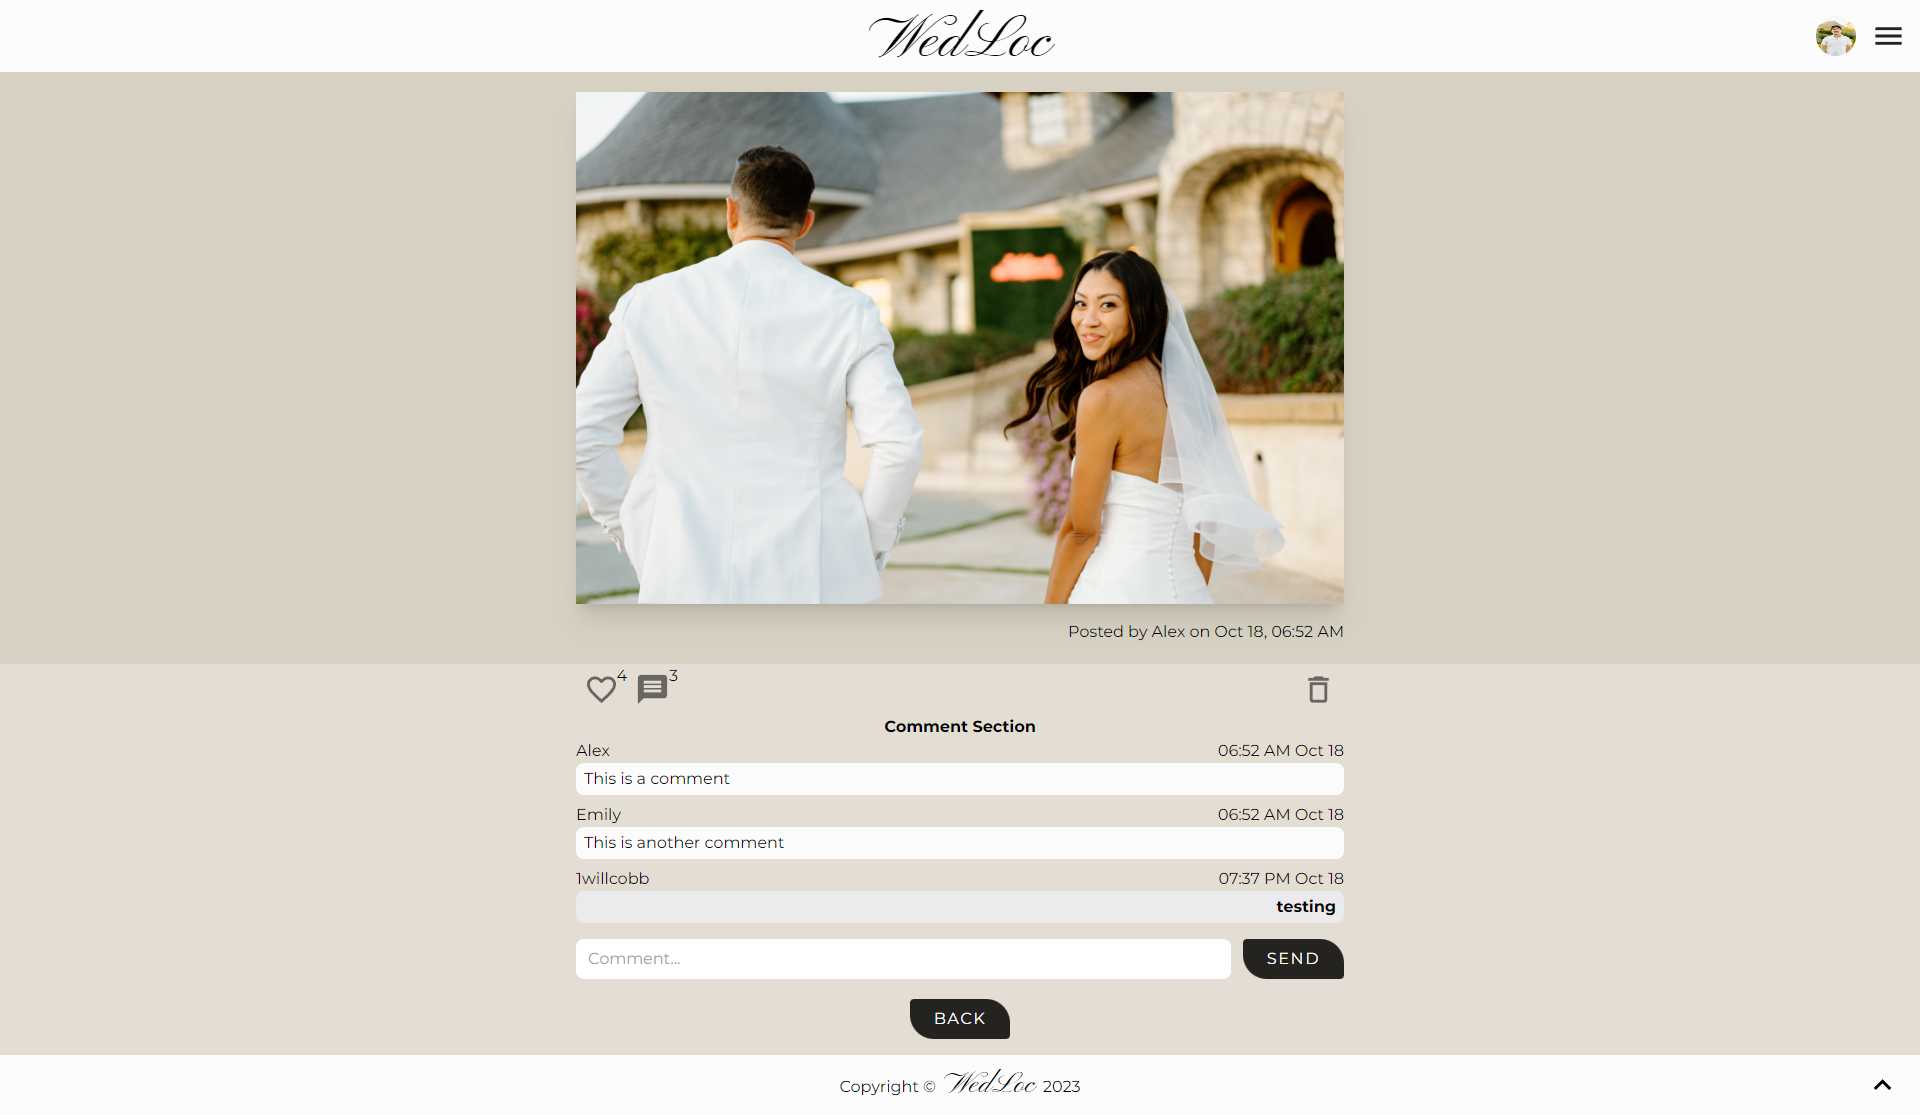 WedLoc
Posted by Alex on Oct 18, 06:52 AM
4 3
Comment Section
Alex 06:52 AM Oct 18
This is a comment
Emily 06:52 AM Oct 18
This is another comment
1willcobb 07:37 PM Oct 18
testing
Comment... SEND
BACK
Copyright © WedLoc 2023